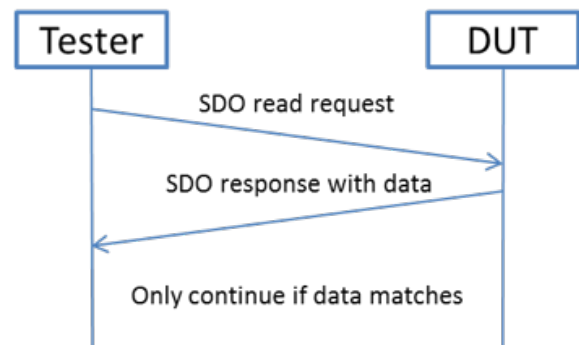 Tester
DUT
SDO read request
SDO response with data
Only continue if data matches